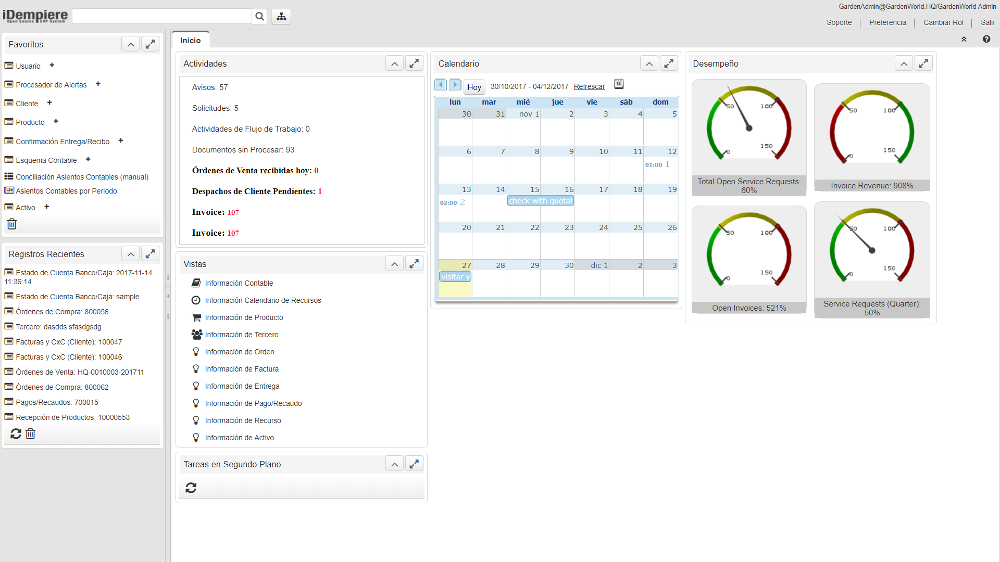 iDempiere
Open Source ERP System
GardenAdmin@GardenWorld.HQ/GardenWorld Admin
Soporte | Preferencia | Cambiar Rol | Salir
Favoritos
Usuario +
Procesador de Alertas +
Cliente +
Producto +
Confirmación Entrega/Recibo +
Esquema Contable +
Conciliación Asientos Contables (manual)
Asientos Contables por Período
Activo +
Registros Recientes
Estado de Cuenta Banco/Caja: 2017-11-14
11:36:14
Estado de Cuenta Banco/Caja: sample
Órdenes de Compra: 800056
Tercero: dasdds sfasdgsdg
Facturas y CxC (Cliente): 100047
Facturas y CxC (Cliente): 100046
Órdenes de Venta: HQ-0010003-201711
Órdenes de Compra: 800062
Pagos/Recaudos: 700015
Recepción de Productos: 10000553
Inicio
Actividades
Avisos: 57
Solicitudes: 5
Actividades de Flujo de Trabajo: 0
Documentos sin Procesar: 93
Órdenes de Venta recibidas hoy: 0
Despachos de Cliente Pendientes: 1
Invoice: 107
Invoice: 107
Vistas
Información Contable
Información Calendario de Recursos
Información de Producto
Información de Tercero
Información de Orden
Información de Factura
Información de Entrega
Información de Pago/Recaudo
Información de Recurso
Información de Activo
Tareas en Segundo Plano
Calendario
Hoy 30/10/2017 - 04/12/2017 Refrescar 12
lun mar mié jue vie sáb dom
30 31 nov 1 2 3 4 5
6 7 8 9 10 11 12
01:00 1
13 14 15 16 17 18 19
02:00 2 check with quotat
20 21 22 23 24 25 26
27 28 29 30 dic 1 2 3
visitar y
Desempeño
0 50 100 150
Total Open Service Requests:
60%
0 50 100 150
Invoice Revenue: 908%
0 50 100 150
Open Invoices: 521%
0 50 100 150
Service Requests (Quarter):
50%